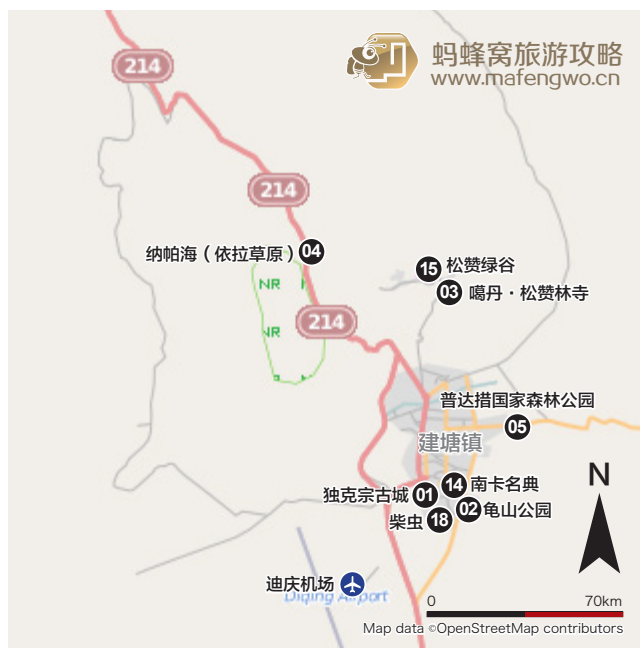 蚂蜂窝旅游攻略
www.mafengwo.cn
214
214
纳帕海（依拉草原）
04
15
松赞绿谷
03
噶丹·松赞林寺
NR
214
NR
普达措国家森林公园
05
建塘镇
14
南卡名典
独克宗古城
01
02
龟山公园
柴虫
18
N
迪庆机场
Diqing Airport
0
70km
Map data ©OpenStreetMap contributors